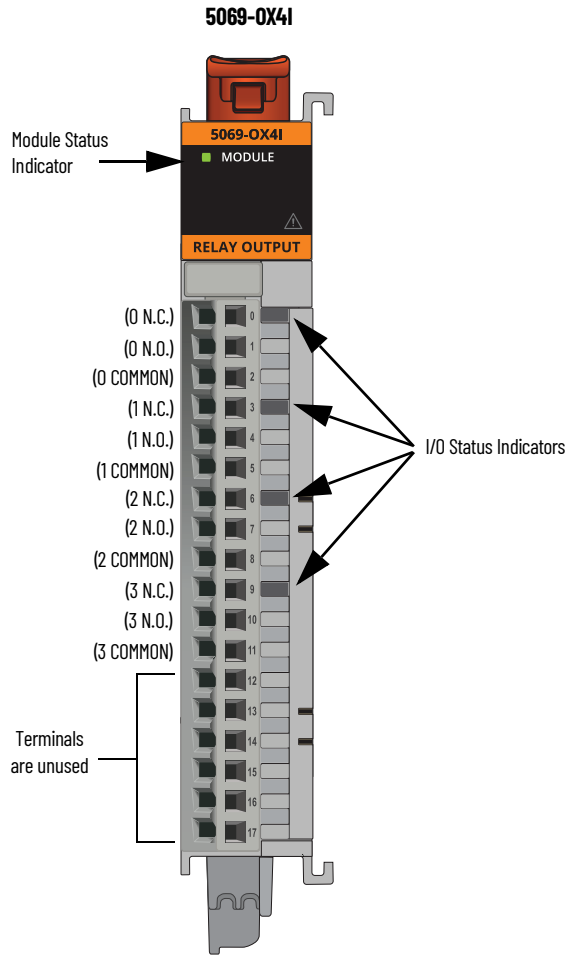 5069-OX4I
Module Status
Indicator
5069-OX4I
MODULE
RELAY OUTPUT
(0 N.C.) 0
(0 N.O.) 1
(0 COMMON) 2
(1 N.C.) 3
(1 N.O.) 4
(1 COMMON) 5
(2 N.C.) 6
(2 N.O.) 7
(2 COMMON) 8
(3 N.C.) 9
(3 N.O.) 10
(3 COMMON) 11
12
13
14
15
16
17
I/O Status Indicators
Terminals
are unused